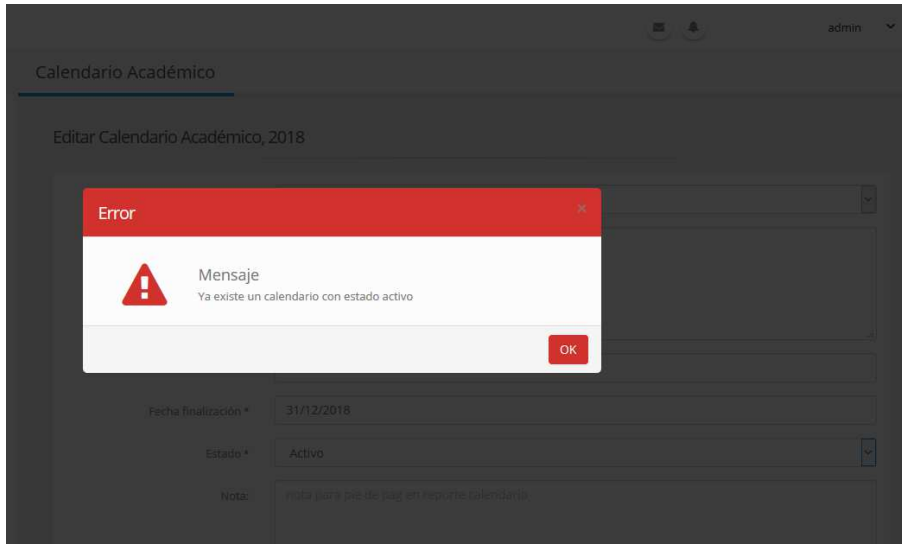 admin
Calendario Académico
Editar Calendario Académico, 2018
Error
×
Mensaje
Ya existe un calendario con estado activo
OK
Fecha finalización *
31/12/2018
Estado *
Activo
Nota:
nota para pie de pag en reporte calendario